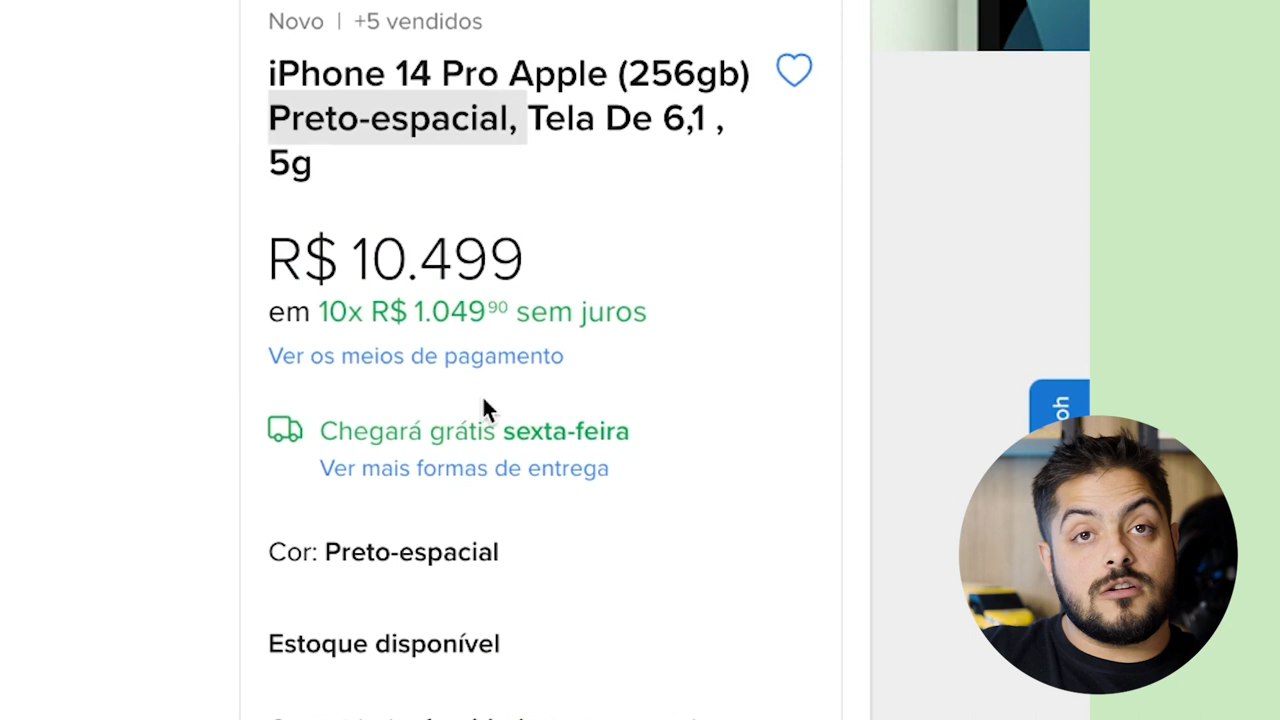 Novo | +5 vendidos
iPhone 14 Pro Apple (256gb)
Preto-espacial, Tela De 6,1 ,
5g
R$ 10.499
em 10x R$ 1.049⁹⁰ sem juros
Ver os meios de pagamento
Chegará grátis sexta-feira
Ver mais formas de entrega
Cor: Preto-espacial
Estoque disponível